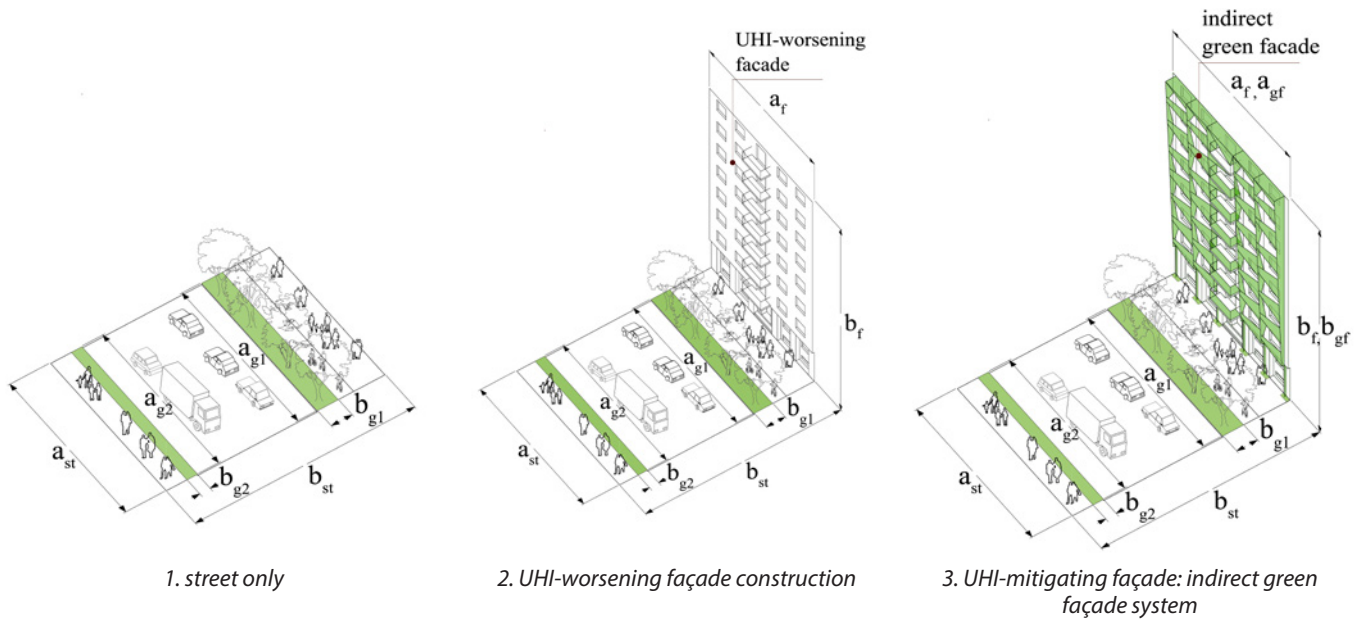 a_st
a_g2
a_g1
b_g2
b_g1
b_st
1. street only
UHI-worsening
facade
a_f
b_f
a_g1
a_g2
a_st
b_g1
b_g2
b_st
2. UHI-worsening façade construction
indirect
green facade
a_f, a_gf
b_f, b_gf
a_g1
a_g2
a_st
b_g1
b_g2
b_st
3. UHI-mitigating façade: indirect green
façade system